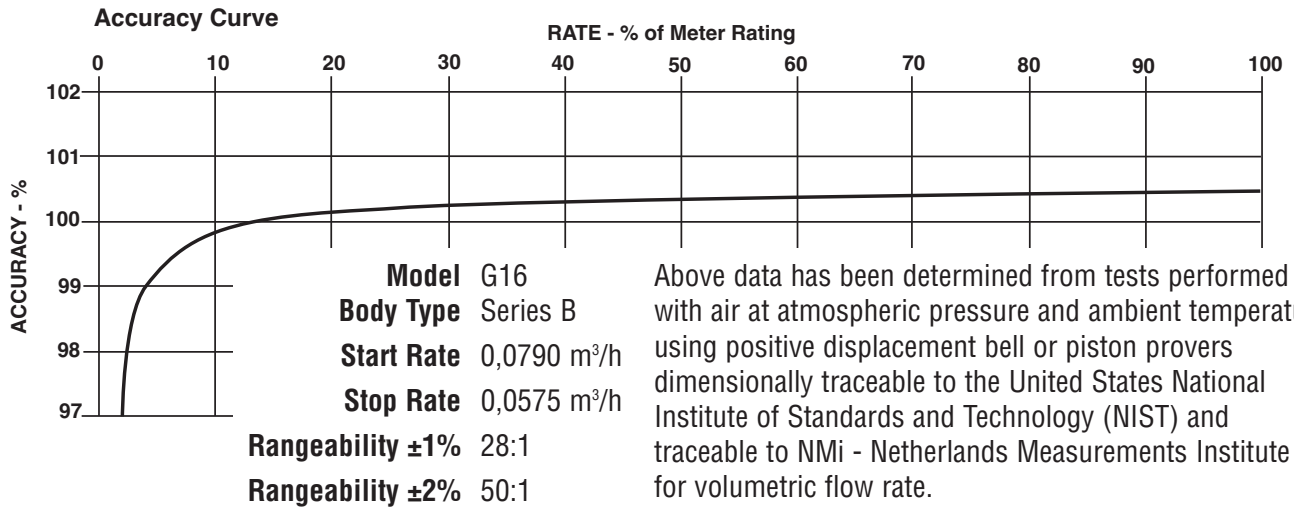 Accuracy Curve
RATE - % of Meter Rating
0 10 20 30 40 50 60 70 80 90 100
102
101
100
99
98
97
ACCURACY - %
Model G16
Body Type Series B
Start Rate 0,0790 m³/h
Stop Rate 0,0575 m³/h
Rangeability ±1% 28:1
Rangeability ±2% 50:1
Above data has been determined from tests performed
with air at atmospheric pressure and ambient temperat
using positive displacement bell or piston provers
dimensionally traceable to the United States National
Institute of Standards and Technology (NIST) and
traceable to NMi - Netherlands Measurements Institute
for volumetric flow rate.